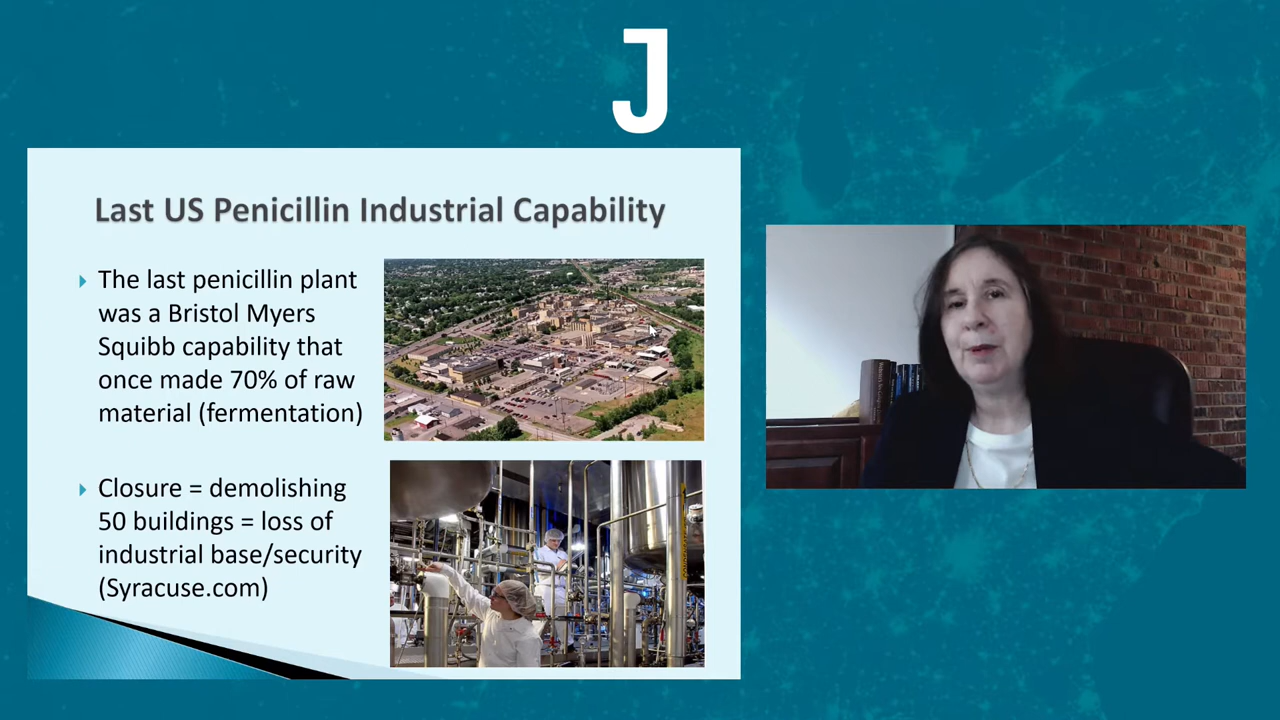 J
Last US Penicillin Industrial Capability
The last penicillin plant
was a Bristol Myers
Squibb capability that
once made 70% of raw
material (fermentation)
Closure = demolishing
50 buildings = loss of
industrial base/security
(Syracuse.com)